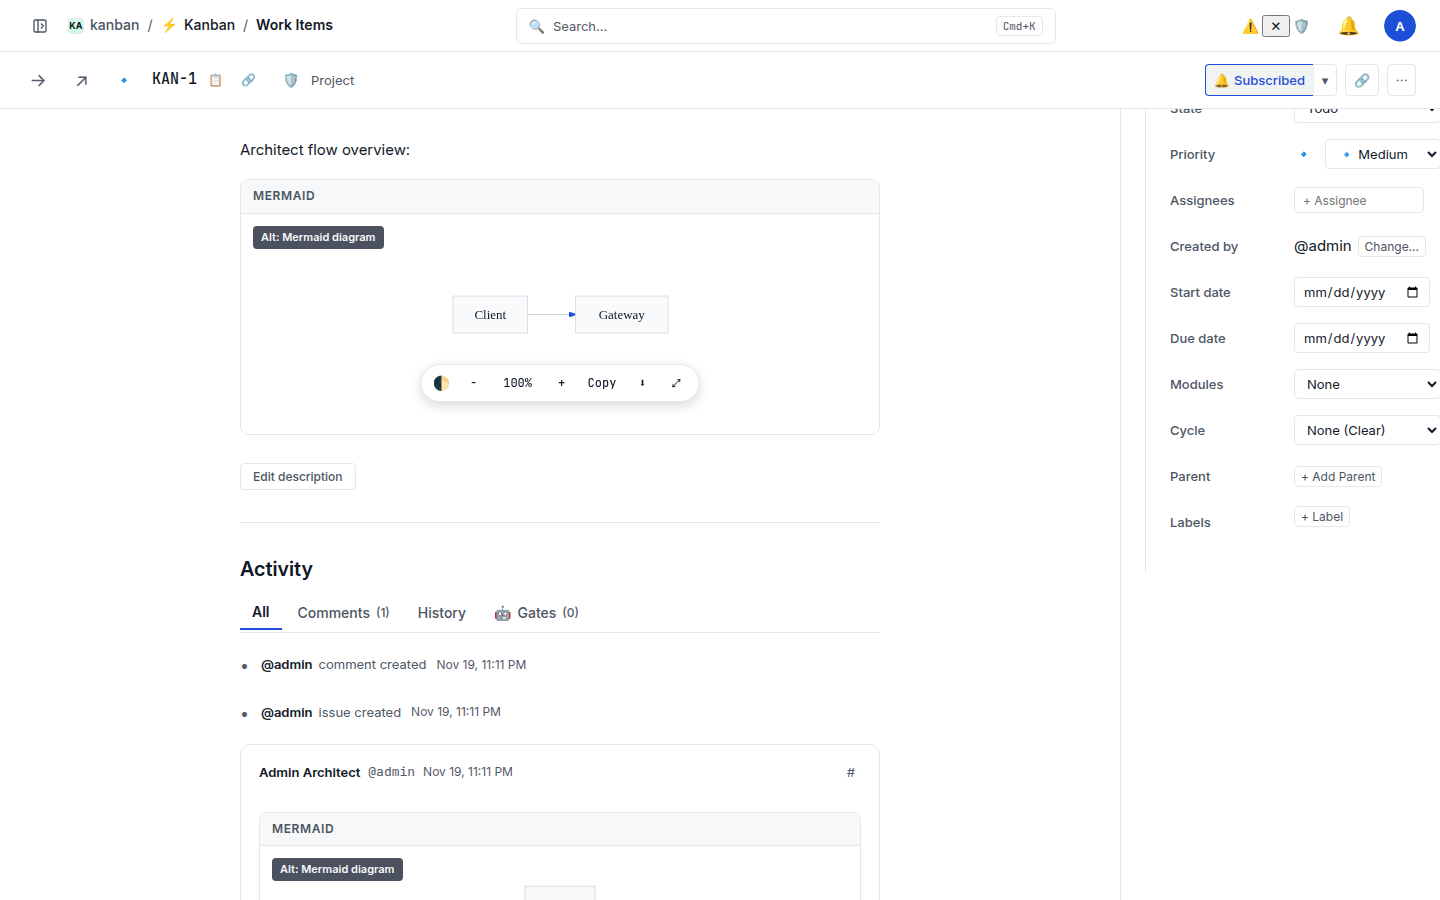 KA kanban / ⚡ Kanban / Work Items
🔍 Search... Cmd+K
⚠️ ✕ 🛡️ 🔔 A
→ ↗ 🔹 KAN-1 📋 🔗 🛡️ Project
🔔 Subscribed ▾ 🔗 ...
Architect flow overview:
MERMAID
Alt: Mermaid diagram
Client
Gateway
🌓 - 100% + Copy ⬇ ⤢
Edit description
Activity
All Comments (1) History 🤖 Gates (0)
● @admin comment created Nov 19, 11:11 PM
● @admin issue created Nov 19, 11:11 PM
Admin Architect @admin Nov 19, 11:11 PM #
MERMAID
Alt: Mermaid diagram
State Todo
Priority 🔹 🔹 Medium
Assignees + Assignee
Created by @admin Change...
Start date mm/dd/yyyy
Due date mm/dd/yyyy
Modules None
Cycle None (Clear)
Parent + Add Parent
Labels + Label